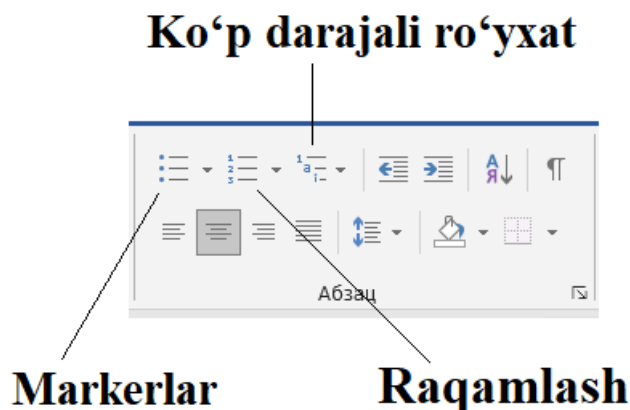 Ko‘p darajali ro‘yxat
Абзац
Markerlar
Raqamlash